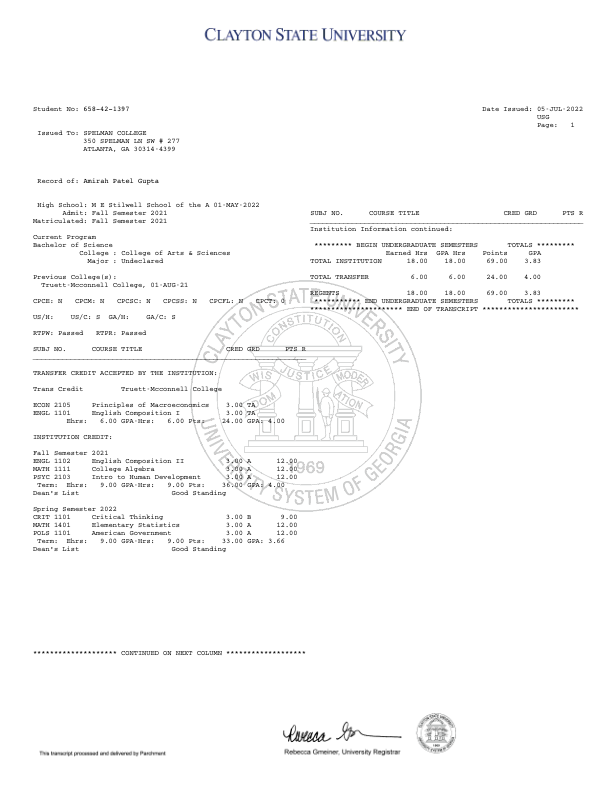 CLAYTON STATE UNIVERSITY
Student No: 658-42-1397
Date Issued: 05-JUL-2022
USG
Page: 1
Issued To: SPELMAN COLLEGE
350 SPELMAN LN SW # 277
ATLANTA, GA 30314-4399
Record of: Amirah Patel Gupta
High School: M E Stilwell School of the A 01-MAY-2022
Admit: Fall Semester 2021
Matriculated: Fall Semester 2021
Current Program
Bachelor of Science
College : College of Arts & Sciences
Major : Undeclared
Previous College(s):
Truett-Mcconnell College, 01-AUG-21
CPCE: N CPCM: N CPCSC: N CPCSS: N CPCFL: N EPCT: 0
US/H: US/C: S GA/H: GA/C: S
RTPW: Passed RTPR: Passed
SUBJ NO. COURSE TITLE CRED GRD PTS R
TRANSFER CREDIT ACCEPTED BY THE INSTITUTION:
Trans Credit Truett-Mcconnell College
ECON 2105 Principles of Macroeconomics 3.00 TA
ENGL 1101 English Composition I 3.00 TA
Ehrs: 6.00 GPA-Hrs: 6.00 Pts: 24.00 GPA: 4.00
INSTITUTION CREDIT:
Fall Semester 2021
ENGL 1102 English Composition II 3.00 A 12.00
MATH 1111 College Algebra 3.00 A 12.00
PSYC 2103 Intro to Human Development 3.00 A 12.00
Term: Ehrs: 9.00 GPA-Hrs: 9.00 Pts: 36.00 GPA: 4.00
Dean's List Good Standing
Spring Semester 2022
CRIT 1101 Critical Thinking 3.00 B 9.00
MATH 1401 Elementary Statistics 3.00 A 12.00
POLS 1101 American Government 3.00 A 12.00
Term: Ehrs: 9.00 GPA-Hrs: 9.00 Pts: 33.00 GPA: 3.66
Dean's List Good Standing
******************** CONTINUED ON NEXT COLUMN *******************
SUBJ NO. COURSE TITLE CRED GRD PTS R
Institution Information continued:
********* BEGIN UNDERGRADUATE SEMESTERS TOTALS *********
Earned Hrs GPA Hrs Points GPA
TOTAL INSTITUTION 18.00 18.00 69.00 3.83
TOTAL TRANSFER 6.00 6.00 24.00 4.00
REGENTS 18.00 18.00 69.00 3.83
*********** END UNDERGRADUATE SEMESTERS TOTALS *********
********************** END OF TRANSCRIPT ***********************
CLAYTON STATE UNIVERSITY
UNIVERSITY SYSTEM OF GEORGIA
CONSTITUTION
WISDOM JUSTICE MODERATION
1969
This transcript processed and delivered by Parchment
Rebecca Gmeiner, University Registrar